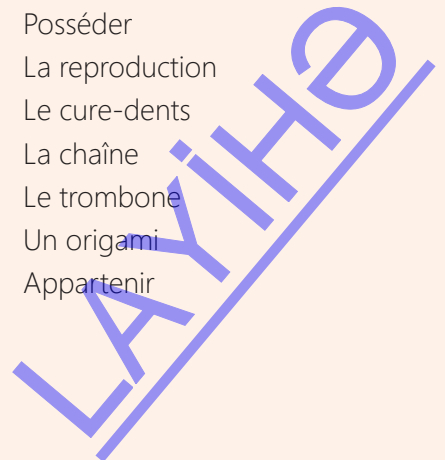 Posséder
La reproduction
Le cure-dents
La chaîne
Le trombone
Un origami
Appartenir
LAYİHƏ